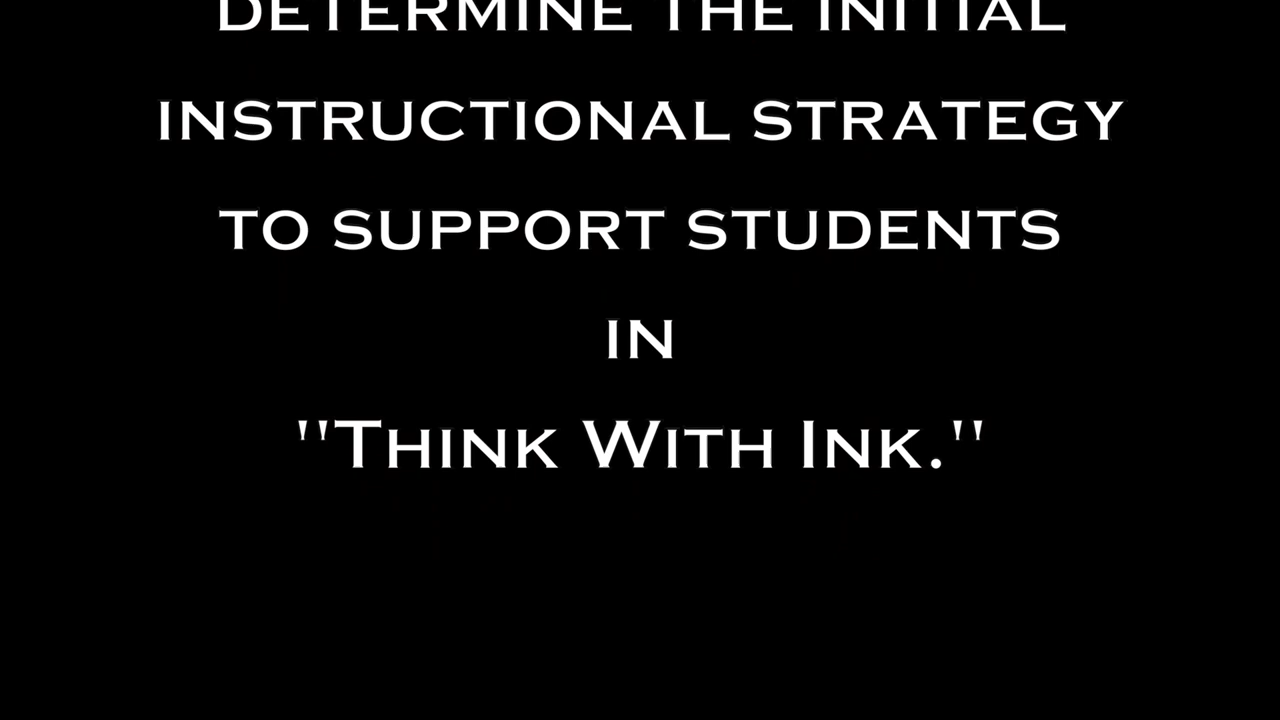 DETERMINE THE INITIAL
INSTRUCTIONAL STRATEGY
TO SUPPORT STUDENTS
IN
"THINK WITH INK."